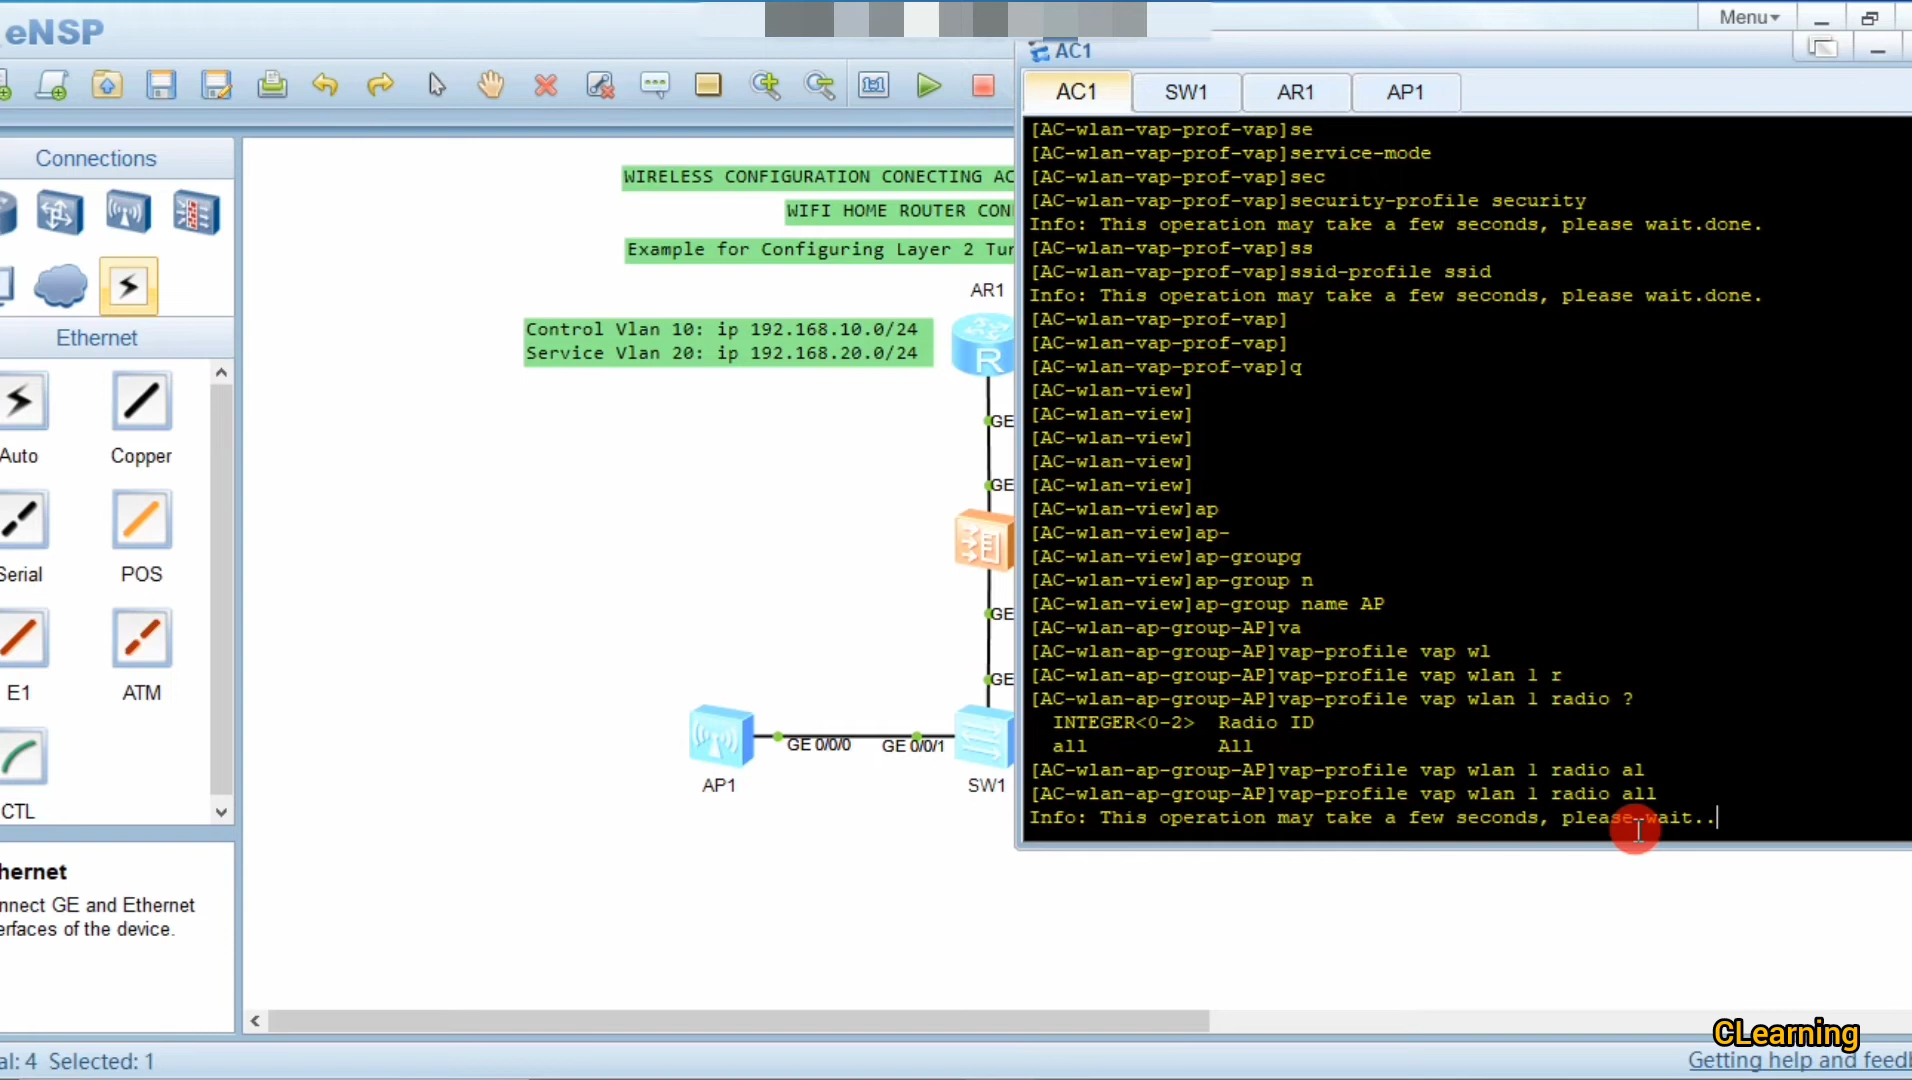 eNSP
Menu
AC1
AC1
SW1
AR1
AP1
Connections
Ethernet
Auto
Copper
Serial
POS
E1
ATM
CTL
hernet
nnect GE and Ethernet
erfaces of the device.
WIRELESS CONFIGURATION CONECTING AC
WIFI HOME ROUTER CON
Example for Configuring Layer 2 Tun
AR1
Control Vlan 10: ip 192.168.10.0/24
Service Vlan 20: ip 192.168.20.0/24
R
GE
GE
GE
GE
GE 0/0/0
GE 0/0/1
AP1
SW1
[AC-wlan-vap-prof-vap]se
[AC-wlan-vap-prof-vap]service-mode
[AC-wlan-vap-prof-vap]sec
[AC-wlan-vap-prof-vap]security-profile security
Info: This operation may take a few seconds, please wait.done.
[AC-wlan-vap-prof-vap]ss
[AC-wlan-vap-prof-vap]ssid-profile ssid
Info: This operation may take a few seconds, please wait.done.
[AC-wlan-vap-prof-vap]
[AC-wlan-vap-prof-vap]
[AC-wlan-vap-prof-vap]q
[AC-wlan-view]
[AC-wlan-view]
[AC-wlan-view]
[AC-wlan-view]
[AC-wlan-view]
[AC-wlan-view]ap
[AC-wlan-view]ap-
[AC-wlan-view]ap-groupg
[AC-wlan-view]ap-group n
[AC-wlan-view]ap-group name AP
[AC-wlan-ap-group-AP]va
[AC-wlan-ap-group-AP]vap-profile vap wl
[AC-wlan-ap-group-AP]vap-profile vap wlan 1 r
[AC-wlan-ap-group-AP]vap-profile vap wlan 1 radio ?
INTEGER<0-2> Radio ID
all All
[AC-wlan-ap-group-AP]vap-profile vap wlan 1 radio al
[AC-wlan-ap-group-AP]vap-profile vap wlan 1 radio all
Info: This operation may take a few seconds, please wait..
CLearning
al: 4 Selected: 1
Getting help and feedb